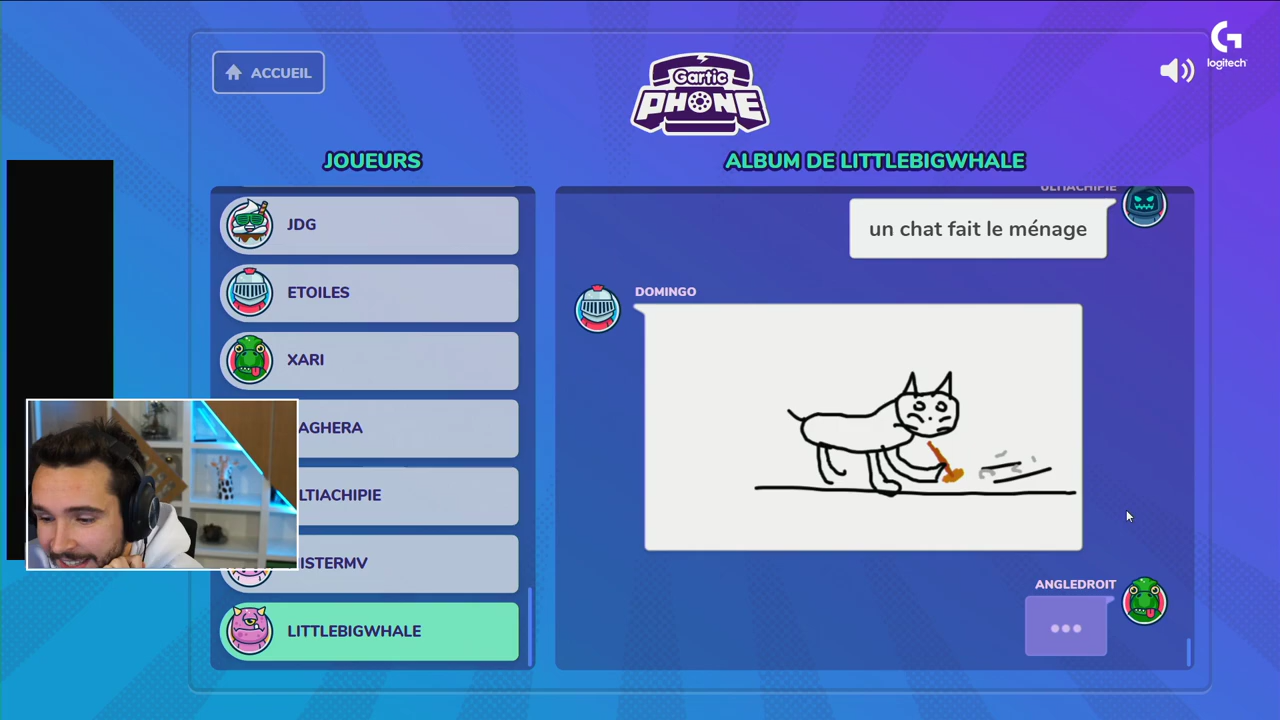 ACCUEIL
Gartic
PHONE
logitech
JOUEURS
ALBUM DE LITTLEBIGWHALE
JDG
ETOILES
XARI
AGHERA
LTIACHIPIE
ISTERMV
LITTLEBIGWHALE
ULTIACHIPIE
un chat fait le ménage
DOMINGO
ANGLEDROIT
•••